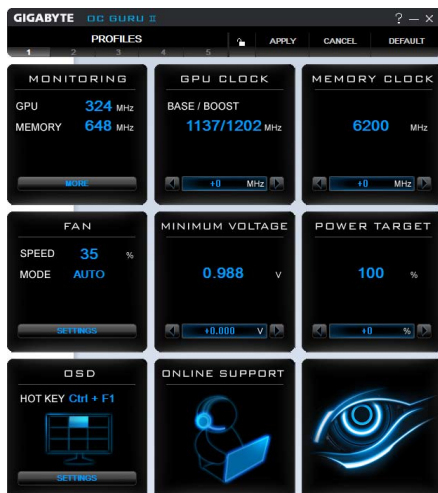 GIGABYTE OC GURU II ? — ×
PROFILES
1 2 3 4 5
APPLY CANCEL DEFAULT
MONITORING
GPU 324 MHz
MEMORY 648 MHz
MORE
GPU CLOCK
BASE / BOOST
1137/1202 MHz
+0 MHz
MEMORY CLOCK
6200 MHz
+0 MHz
FAN
SPEED 35 %
MODE AUTO
SETTINGS
MINIMUM VOLTAGE
0.988 V
+0.000 V
POWER TARGET
100 %
+0 %
OSD
HOT KEY Ctrl + F1
SETTINGS
ONLINE SUPPORT